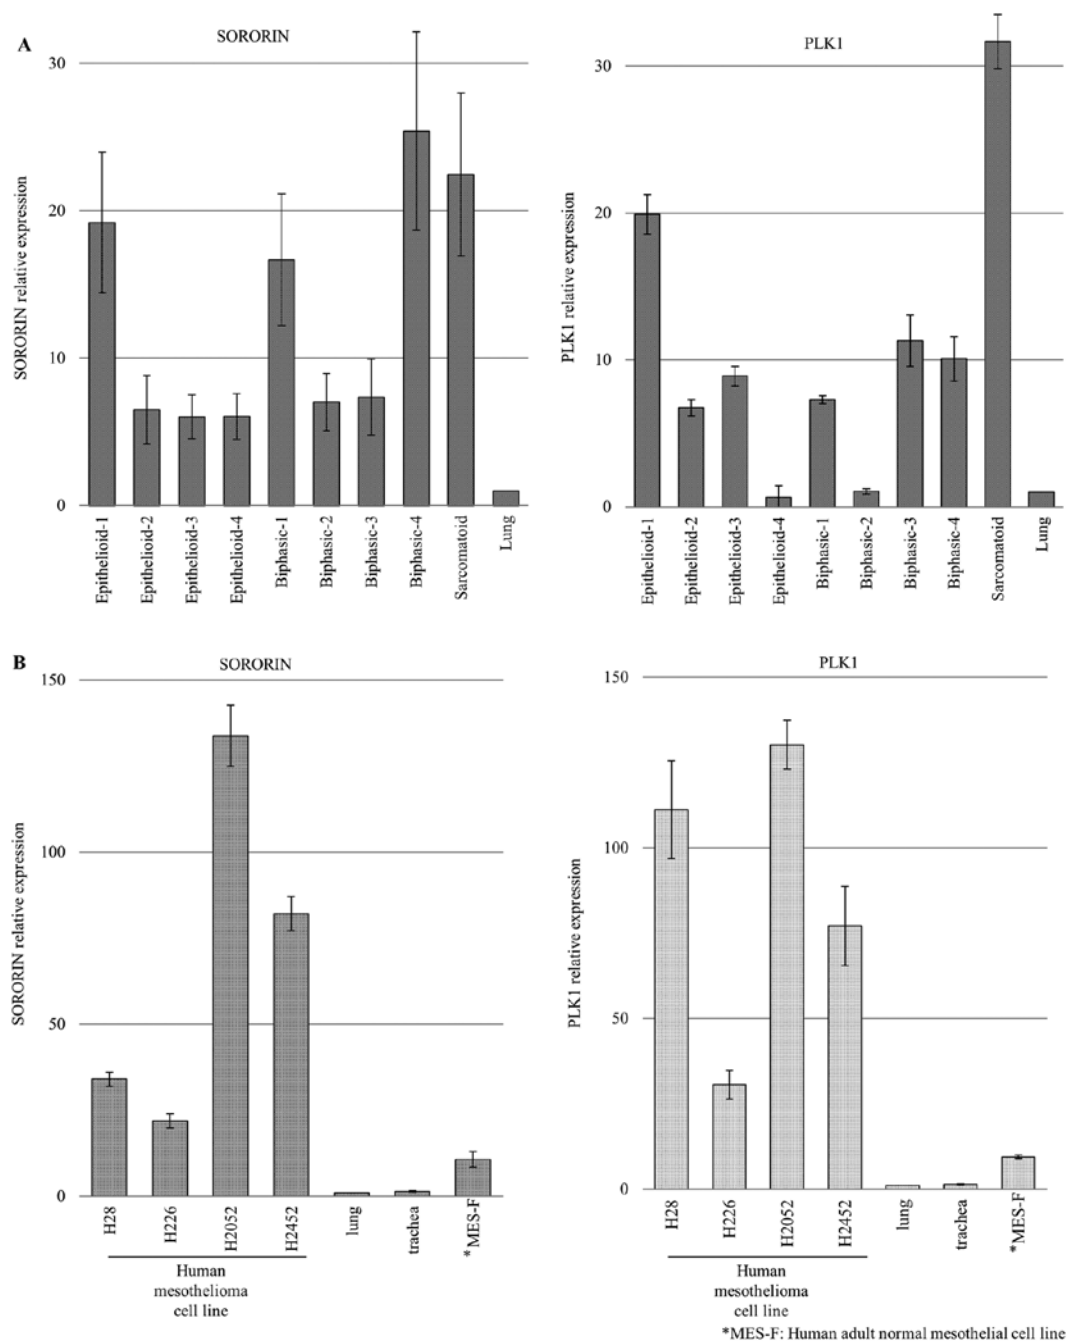 A
SORORIN
SORORIN relative expression
30
20
10
0
Epithelioid-1
Epithelioid-2
Epithelioid-3
Epithelioid-4
Biphasic-1
Biphasic-2
Biphasic-3
Biphasic-4
Sarcomatoid
Lung
PLK1
PLK1 relative expression
30
20
10
0
Epithelioid-1
Epithelioid-2
Epithelioid-3
Epithelioid-4
Biphasic-1
Biphasic-2
Biphasic-3
Biphasic-4
Sarcomatoid
Lung
B
SORORIN
SORORIN relative expression
150
100
50
0
H28
H226
H2052
H2452
lung
trachea
*MES-F
Human
mesothelioma
cell line
PLK1
PLK1 relative expression
150
100
50
0
H28
H226
H2052
H2452
lung
trachea
*MES-F
Human
mesothelioma
cell line
*MES-F: Human adult normal mesothelial cell line